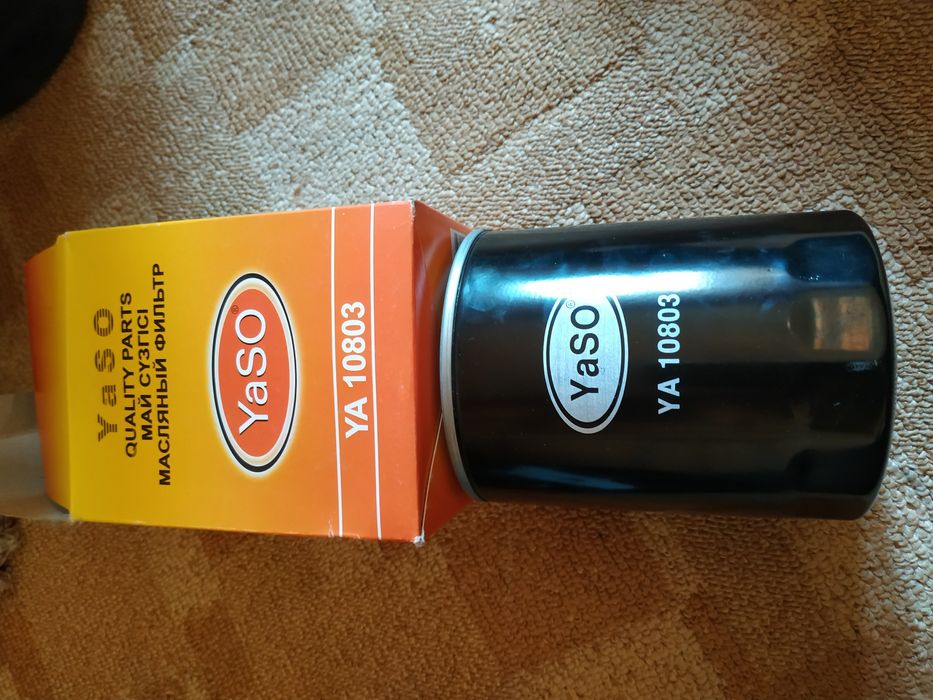 YaSO
QUALITY PARTS
МАЙ СҮЗГІСІ
МАСЛЯНЫЙ ФИЛЬТР
YaSO®
YA 10803
YaSO®
YA 10803